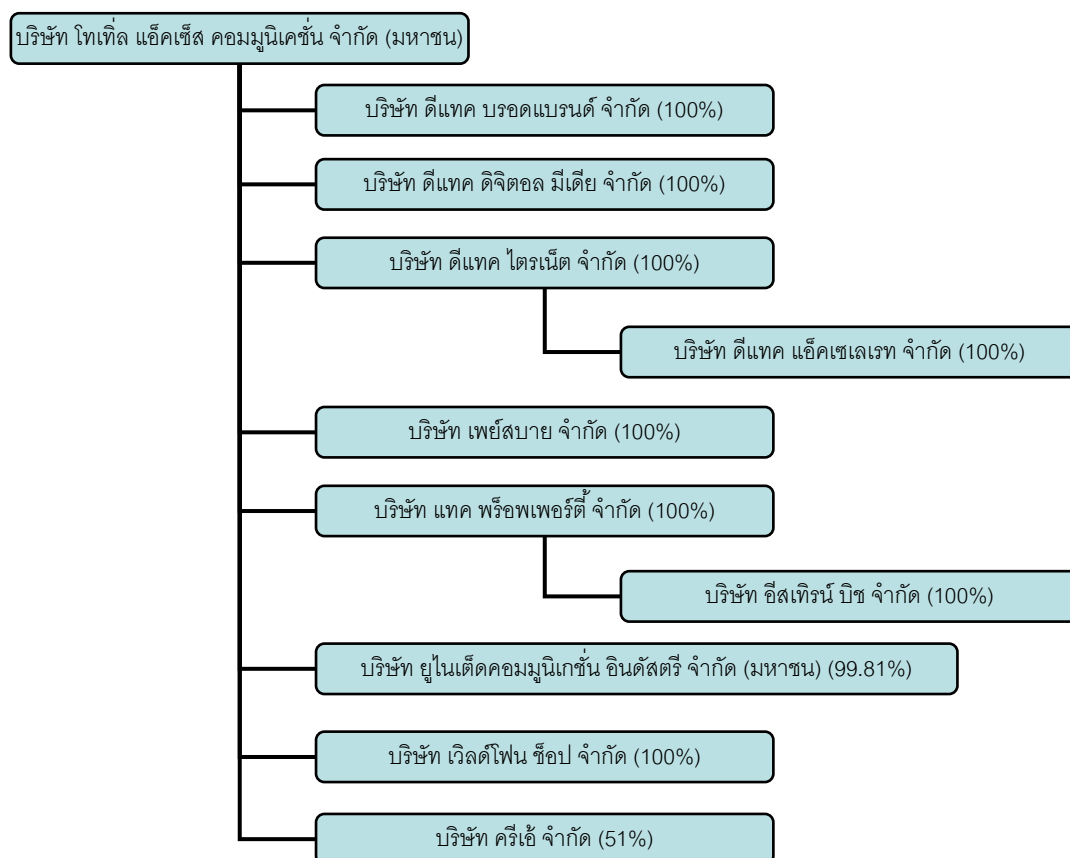 บริษัท โทเทิ่ล แอ็คเซ็ส คอมมูนิเคชั่น จำกัด (มหาชน)
บริษัท ดีแทค บรอดแบรนด์ จำกัด (100%)
บริษัท ดีแทค ดิจิตอล มีเดีย จำกัด (100%)
บริษัท ดีแทค ไตรเน็ต จำกัด (100%)
บริษัท ดีแทค แอ็คเซเลเรท จำกัด (100%)
บริษัท เพย์สบาย จำกัด (100%)
บริษัท แทค พร็อพเพอร์ตี้ จำกัด (100%)
บริษัท อีสเทิรน์ บิช จำกัด (100%)
บริษัท ยูไนเต็ดคอมมูนิเกชั่น อินดัสตรี จำกัด (มหาชน) (99.81%)
บริษัท เวิลด์โฟน ช็อป จำกัด (100%)
บริษัท ครีเอ้ จำกัด (51%)